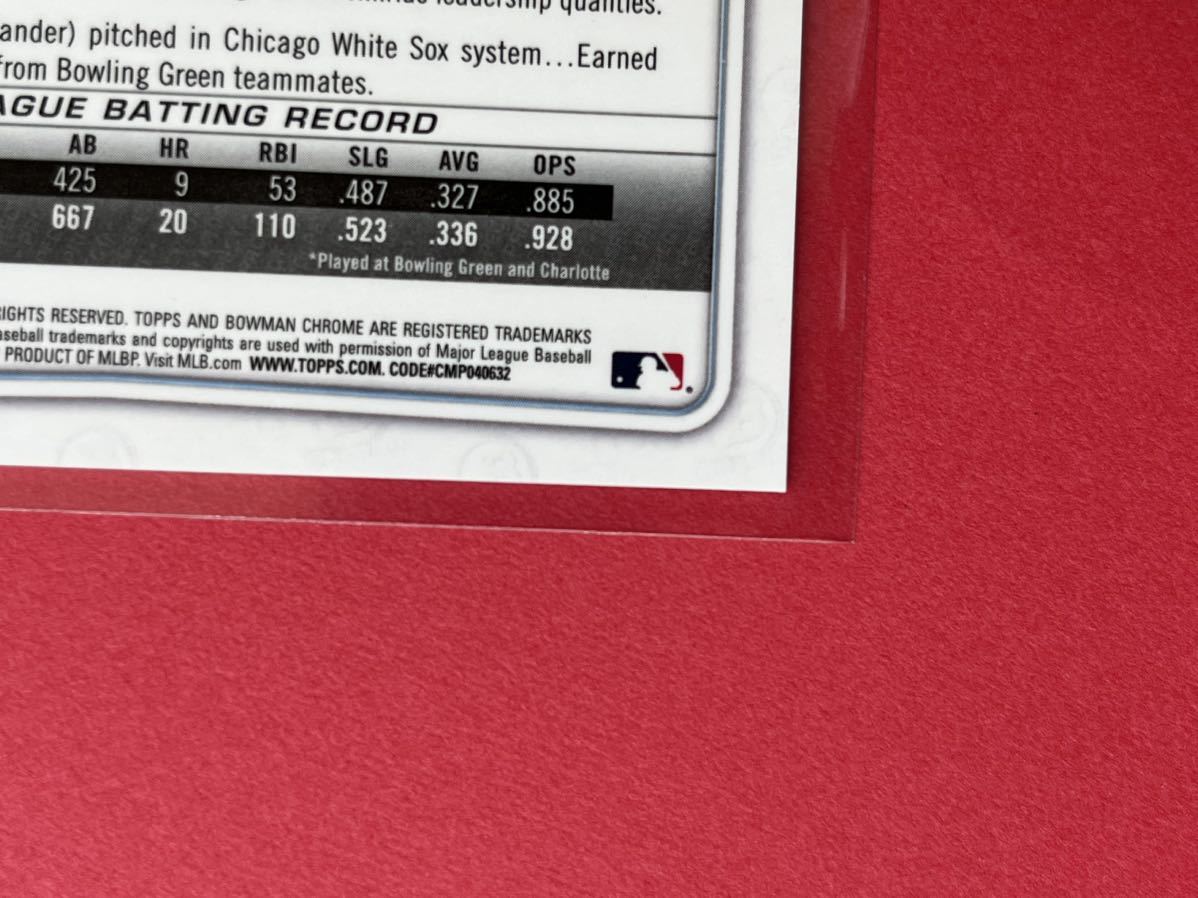 leadership qualities.
ander) pitched in Chicago White Sox system...Earned
from Bowling Green teammates.
AGUE BATTING RECORD
AB HR RBI SLG AVG OPS
425 9 53 .487 .327 .885
667 20 110 .523 .336 .928
*Played at Bowling Green and Charlotte
IGHTS RESERVED. TOPPS AND BOWMAN CHROME ARE REGISTERED TRADEMARKS
aseball trademarks and copyrights are used with permission of Major League Baseball
PRODUCT OF MLBP. Visit MLB.com WWW.TOPPS.COM. CODE#CMP040632